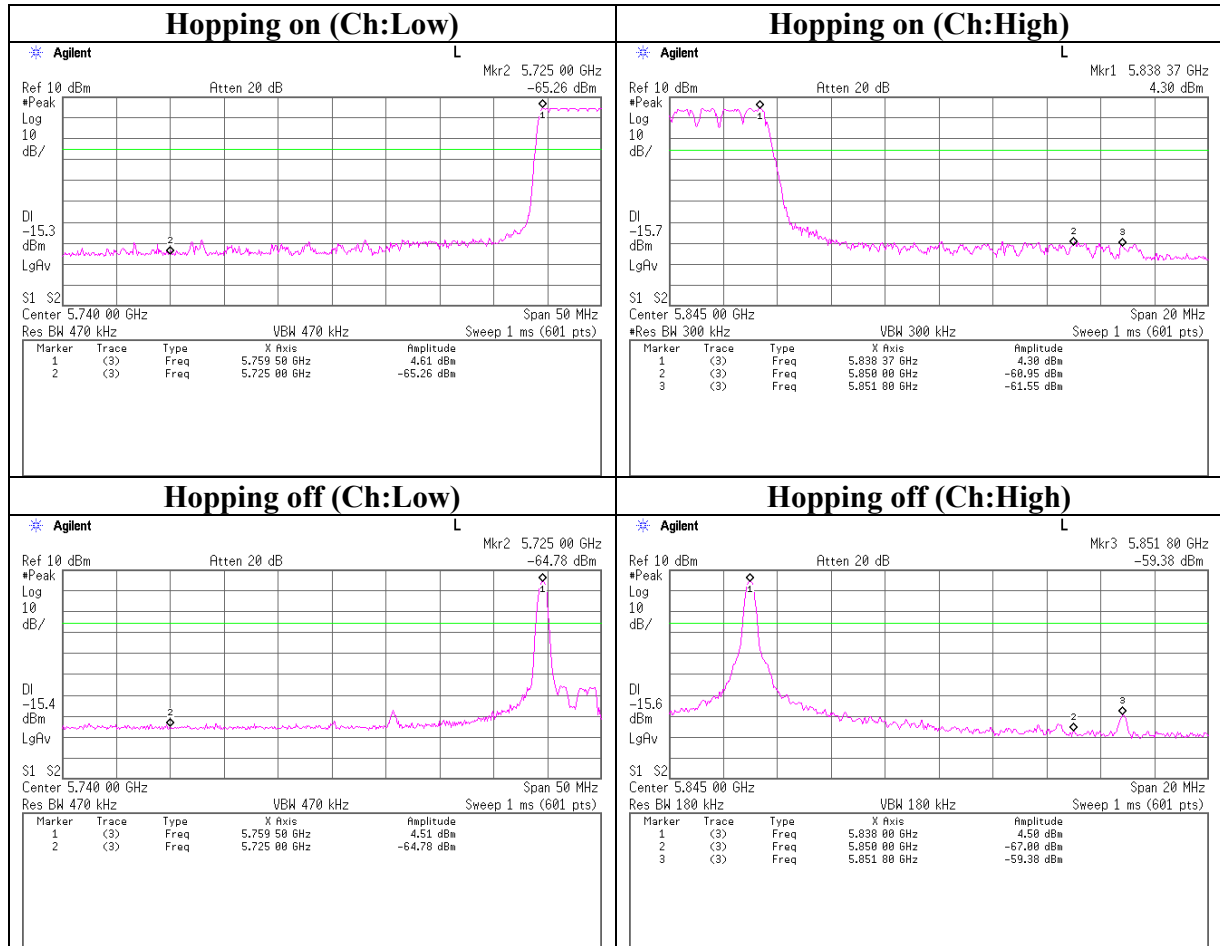 Hopping on (Ch:Low)
Agilent L
Mkr2 5.725 00 GHz
Ref 10 dBm Atten 20 dB -65.26 dBm
#Peak
Log
10
dB/
1
2
DI
-15.3
dBm
LgAv
S1 S2
Center 5.740 00 GHz Span 50 MHz
Res BW 470 kHz VBW 470 kHz Sweep 1 ms (601 pts)
Marker Trace Type X Axis Amplitude
1 (3) Freq 5.759 50 GHz 4.61 dBm
2 (3) Freq 5.725 00 GHz -65.26 dBm
Hopping on (Ch:High)
Agilent L
Mkr1 5.838 37 GHz
Ref 10 dBm Atten 20 dB 4.30 dBm
#Peak
Log
10
dB/
1
2 3
DI
-15.7
dBm
LgAv
S1 S2
Center 5.845 00 GHz Span 20 MHz
#Res BW 300 kHz VBW 300 kHz Sweep 1 ms (601 pts)
Marker Trace Type X Axis Amplitude
1 (3) Freq 5.838 37 GHz 4.30 dBm
2 (3) Freq 5.850 00 GHz -60.95 dBm
3 (3) Freq 5.851 80 GHz -61.55 dBm
Hopping off (Ch:Low)
Agilent L
Mkr2 5.725 00 GHz
Ref 10 dBm Atten 20 dB -64.78 dBm
#Peak
Log
10
dB/
1
2
DI
-15.4
dBm
LgAv
S1 S2
Center 5.740 00 GHz Span 50 MHz
Res BW 470 kHz VBW 470 kHz Sweep 1 ms (601 pts)
Marker Trace Type X Axis Amplitude
1 (3) Freq 5.759 50 GHz 4.51 dBm
2 (3) Freq 5.725 00 GHz -64.78 dBm
Hopping off (Ch:High)
Agilent L
Mkr3 5.851 80 GHz
Ref 10 dBm Atten 20 dB -59.38 dBm
#Peak
Log
10
dB/
1
2 3
DI
-15.6
dBm
LgAv
S1 S2
Center 5.845 00 GHz Span 20 MHz
Res BW 180 kHz VBW 180 kHz Sweep 1 ms (601 pts)
Marker Trace Type X Axis Amplitude
1 (3) Freq 5.838 00 GHz 4.50 dBm
2 (3) Freq 5.850 00 GHz -67.00 dBm
3 (3) Freq 5.851 80 GHz -59.38 dBm